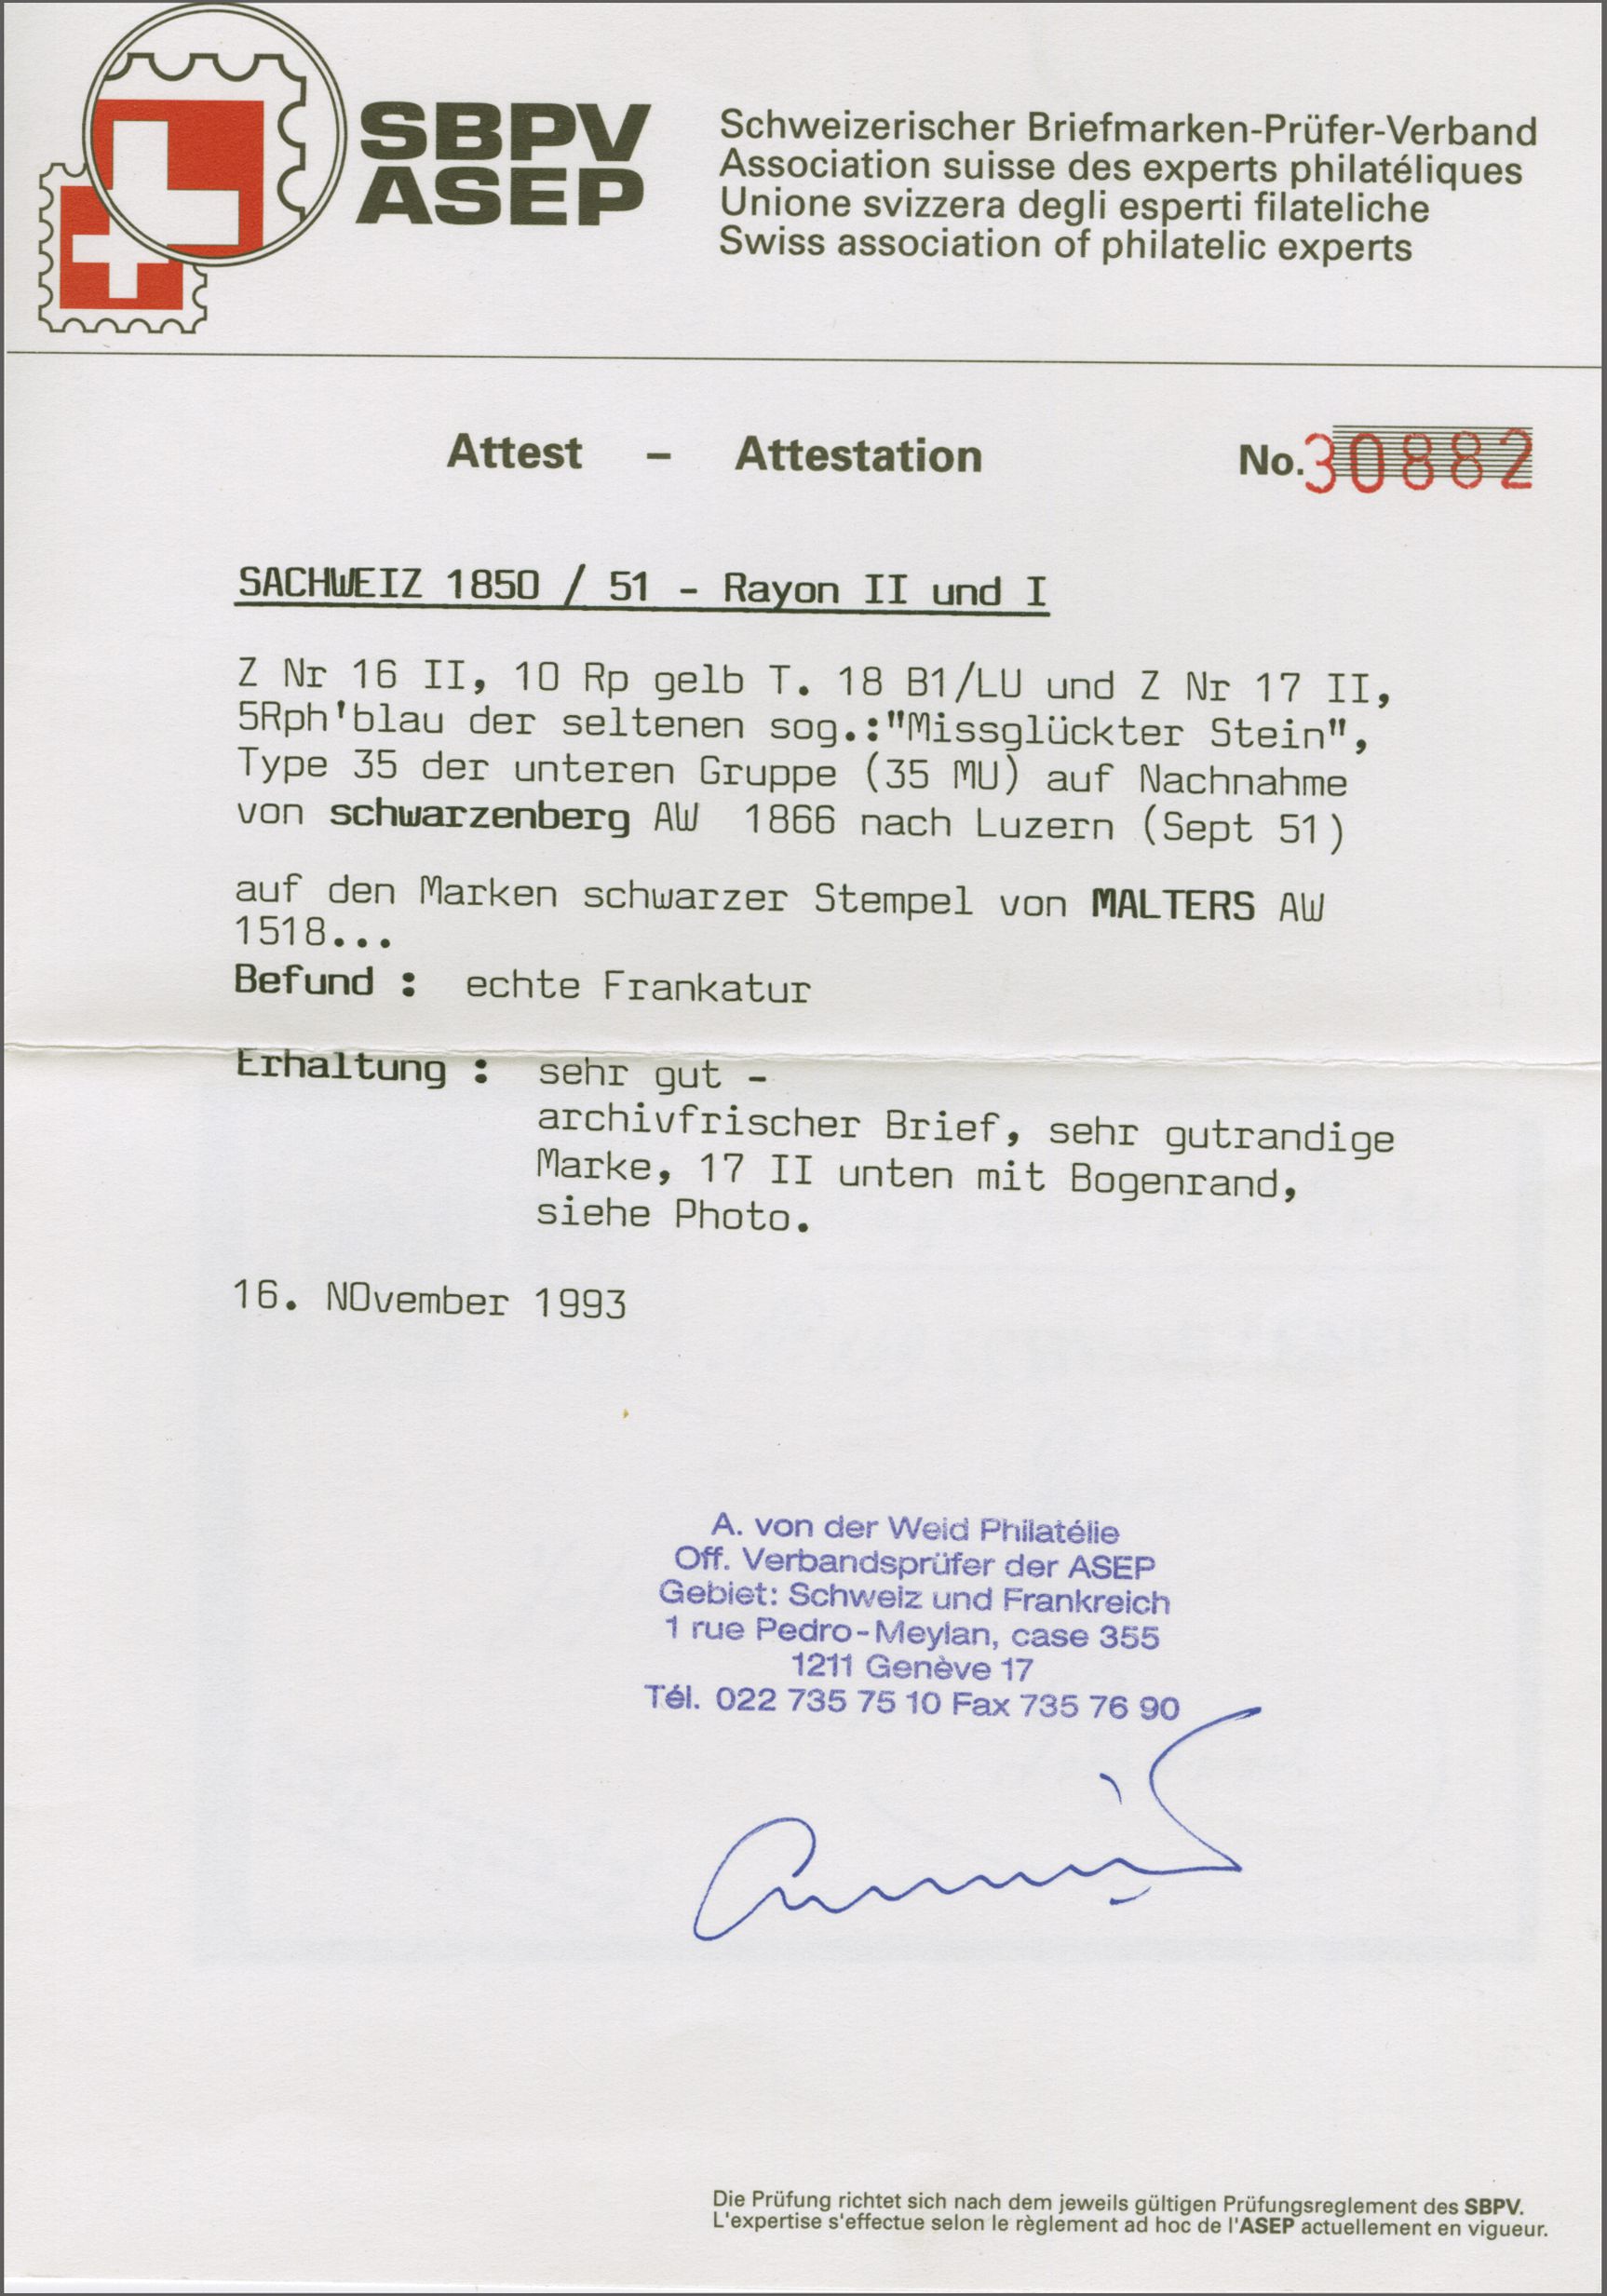 SBPV
ASEP
Schweizerischer Briefmarken-Prüfer-Verband
Association suisse des experts philatéliques
Unione svizzera degli esperti filateliche
Swiss association of philatelic experts
Attest – Attestation No. 30882
SACHWEIZ 1850 / 51 - Rayon II und I
Z Nr 16 II, 10 Rp gelb T. 18 B1/LU und Z Nr 17 II,
5Rph'blau der seltenen sog.:"Missglückter Stein",
Type 35 der unteren Gruppe (35 MU) auf Nachnahme
von schwarzenberg AW 1866 nach Luzern (Sept 51)
auf den Marken schwarzer Stempel von MALTERS AW
1518...
Befund : echte Frankatur
Erhaltung : sehr gut -
archivfrischer Brief, sehr gutrandige
Marke, 17 II unten mit Bogenrand,
siehe Photo.
16. NOvember 1993
A. von der Weid Philatélie
Off. Verbandsprüfer der ASEP
Gebiet: Schweiz und Frankreich
1 rue Pedro-Meylan, case 355
1211 Genève 17
Tél. 022 735 75 10 Fax 735 76 90
Die Prüfung richtet sich nach dem jeweils gültigen Prüfungsreglement des SBPV.
L'expertise s'effectue selon le règlement ad hoc de l'ASEP actuellement en vigueur.